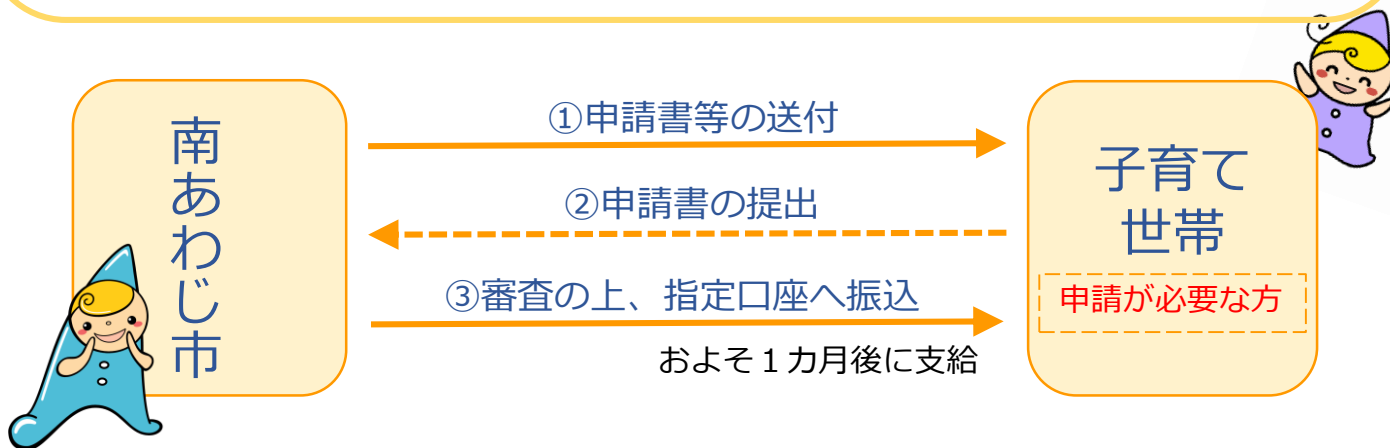 南あわじ市
①申請書等の送付
②申請書の提出
③審査の上、指定口座へ振込
およそ１カ月後に支給
子育て
世帯
申請が必要な方